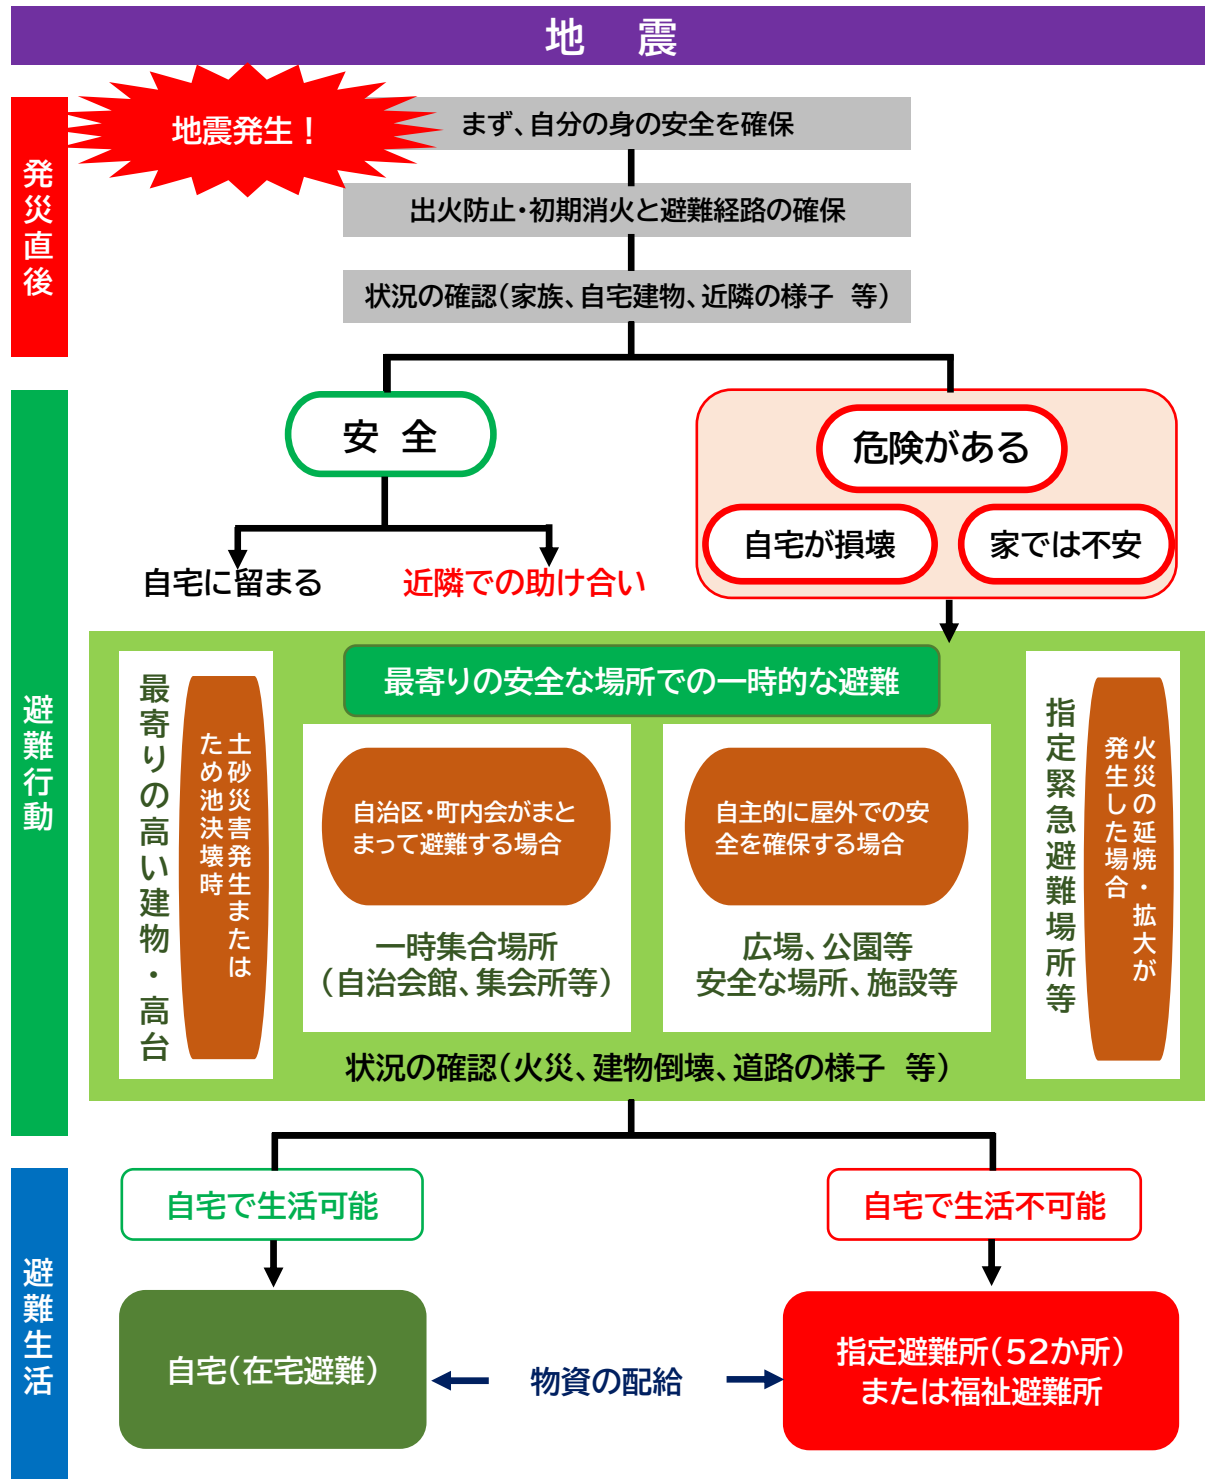 地 震
発災直後
地震発生！
まず、自分の身の安全を確保
出火防止・初期消火と避難経路の確保
状況の確認（家族、自宅建物、近隣の様子 等）
避難行動
安 全
危険がある
自宅が損壊
家では不安
自宅に留まる
近隣での助け合い
最寄りの安全な場所での一時的な避難
最寄りの高い建物・高台
土砂災害発生または
ため池決壊時
自治区・町内会がまと
まって避難する場合
一時集合場所
（自治会館、集会所等）
自主的に屋外での安
全を確保する場合
広場、公園等
安全な場所、施設等
指定緊急避難場所等
火災の延焼・拡大が
発生した場合
状況の確認（火災、建物倒壊、道路の様子 等）
避難生活
自宅で生活可能
自宅で生活不可能
自宅（在宅避難）
物資の配給
指定避難所（52か所）
または福祉避難所